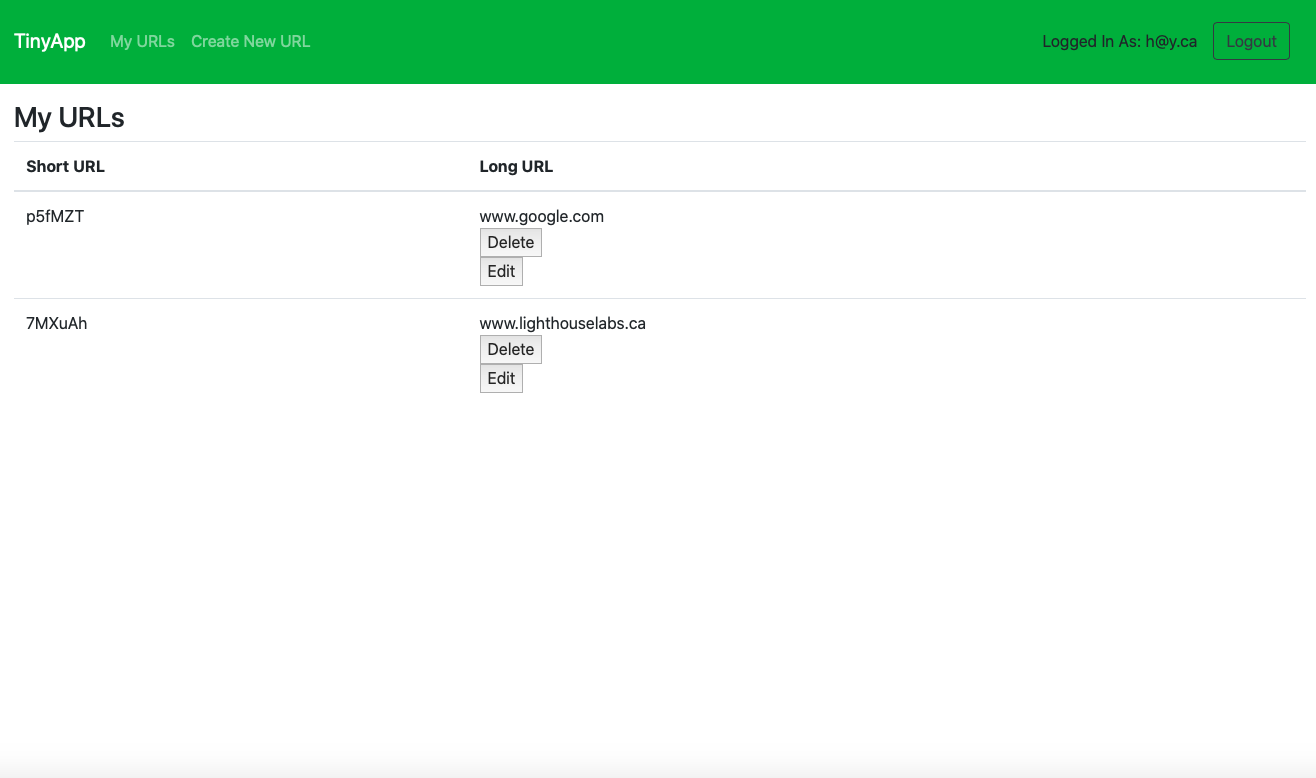 TinyApp My URLs Create New URL Logged In As: h@y.ca Logout
My URLs
Short URL Long URL
p5fMZT www.google.com
Delete
Edit
7MXuAh www.lighthouselabs.ca
Delete
Edit